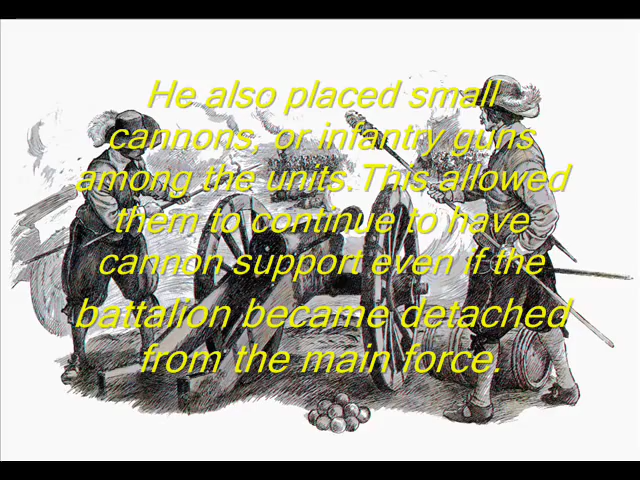 He also placed small
cannons, or infantry guns
among the units.This allowed
them to continue to have
cannon support even if the
battalion became detached
from the main force.